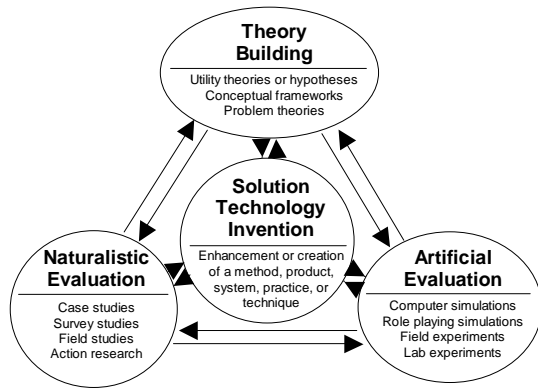 Theory
Building
Utility theories or hypotheses
Conceptual frameworks
Problem theories
Solution
Technology
Invention
Enhancement or creation
of a method, product,
system, practice, or
technique
Naturalistic
Evaluation
Case studies
Survey studies
Field studies
Action research
Artificial
Evaluation
Computer simulations
Role playing simulations
Field experiments
Lab experiments